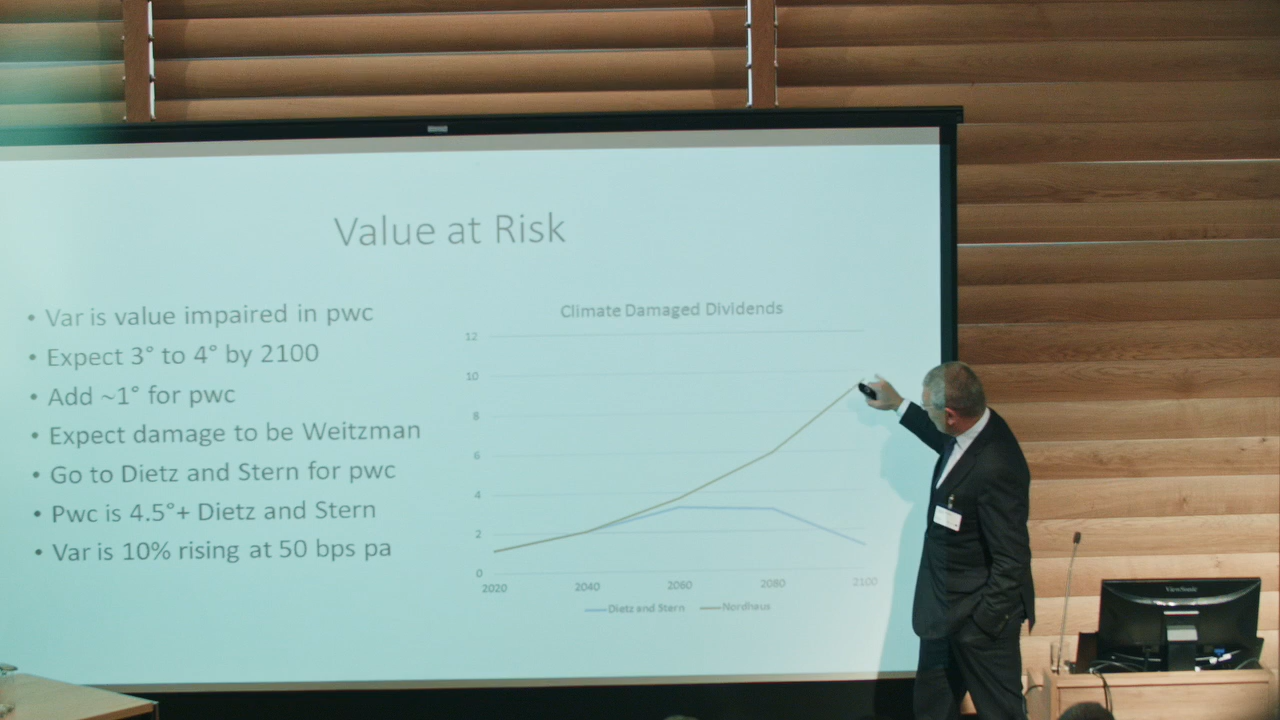 Value at Risk
• Var is value impaired in pwc
• Expect 3° to 4° by 2100
• Add ~1° for pwc
• Expect damage to be Weitzman
• Go to Dietz and Stern for pwc
• Pwc is 4.5°+ Dietz and Stern
• Var is 10% rising at 50 bps pa
Climate Damaged Dividends
12
10
8
6
4
2
0
2020 2040 2060 2080 2100
Dietz and Stern Nordhaus
ViewSonic